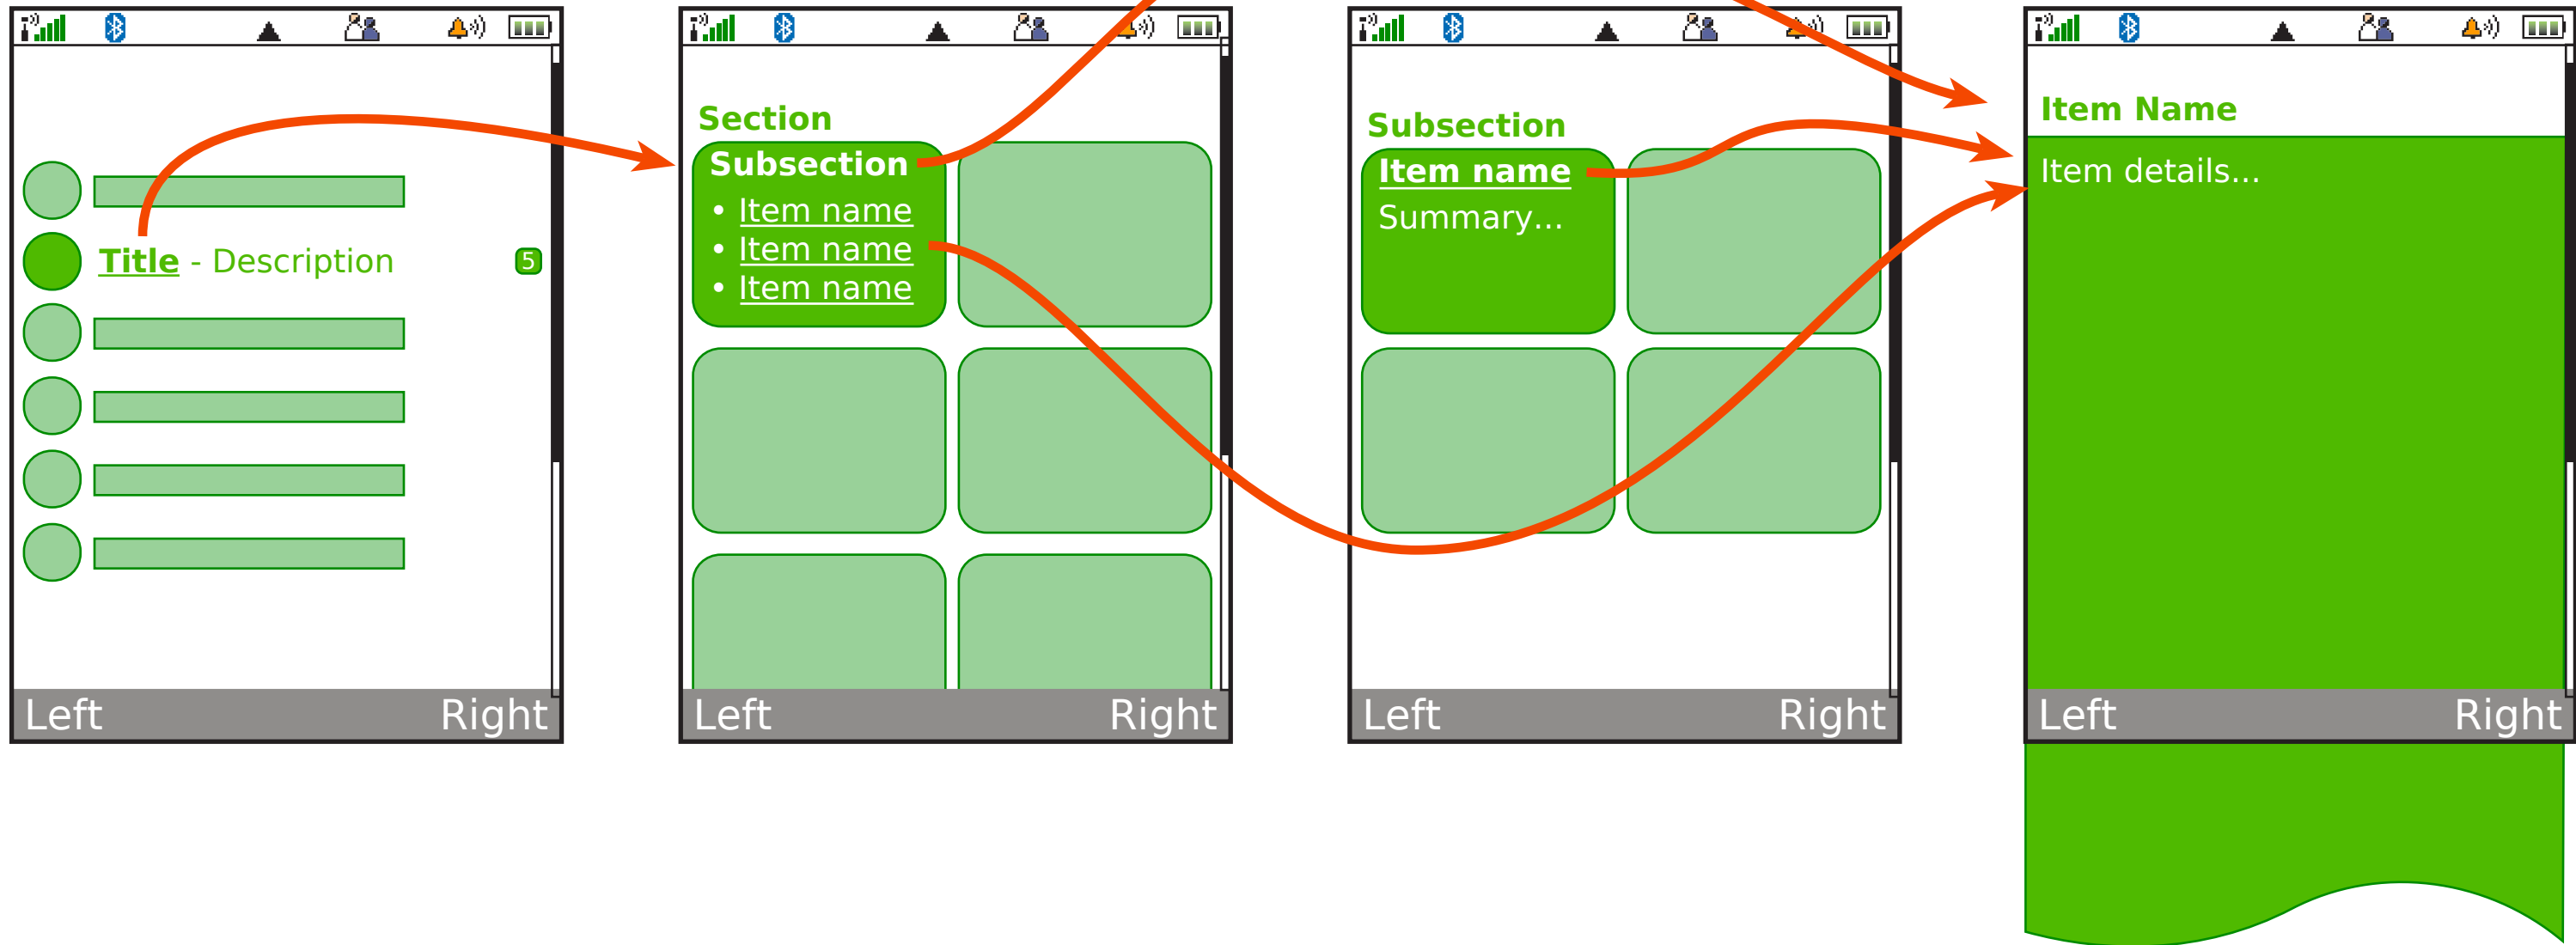 Title - Description
5
Left
Right
Section
Subsection
• Item name
• Item name
• Item name
Left
Right
Subsection
Item name
Summary...
Left
Right
Item Name
Item details...
Left
Right